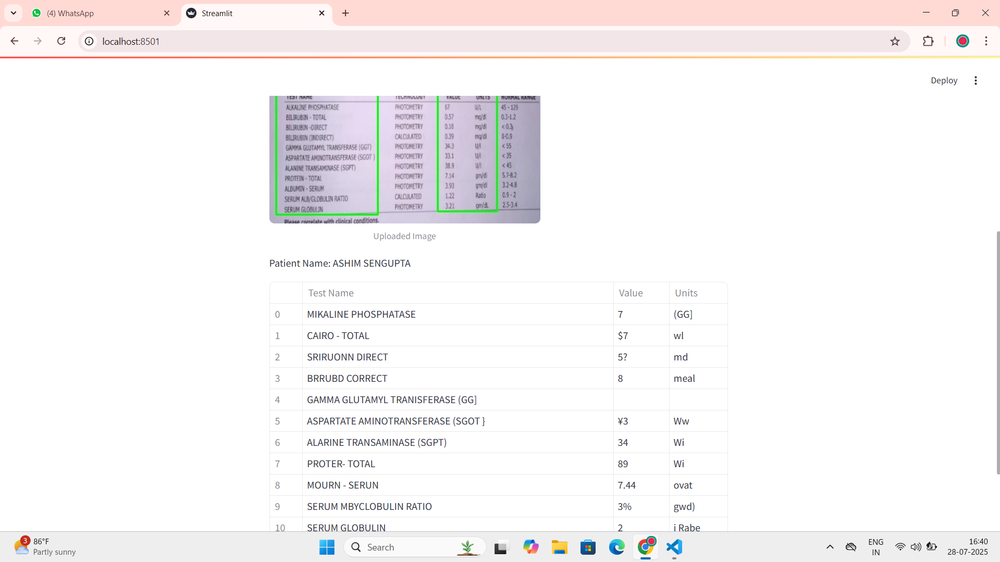 (4) WhatsApp
Streamlit
localhost:8501
Deploy
TEST NAME TECHNOLOGY VALUE UNITS NORMAL RANGE
ALKALINE PHOSPHATASE PHOTOMETRY 67 U/L 45 - 129
BILIRUBIN - TOTAL PHOTOMETRY 0.57 mg/dl 0.3-1.2
BILIRUBIN -DIRECT PHOTOMETRY 0.18 mg/dl < 0.3
BILIRUBIN (INDIRECT) CALCULATED 0.39 mg/dl 0-0.9
GAMMA GLUTAMYL TRANSFERASE (GGT) PHOTOMETRY 34.3 U/l < 55
ASPARTATE AMINOTRANSFERASE (SGOT ) PHOTOMETRY 33.1 U/l < 35
ALANINE TRANSAMINASE (SGPT) PHOTOMETRY 38.9 U/l < 45
PROTEIN - TOTAL PHOTOMETRY 7.14 gm/dl 5.7-8.2
ALBUMIN - SERUM PHOTOMETRY 3.93 gm/dl 3.2-4.8
SERUM ALB/GLOBULIN RATIO CALCULATED 1.22 Ratio 0.9 - 2
SERUM GLOBULIN PHOTOMETRY 3.21 gm/dL 2.5-3.4
Please correlate with clinical conditions.
Uploaded Image
Patient Name: ASHIM SENGUPTA
Test Name Value Units
0 MIKALINE PHOSPHATASE 7 (GG]
1 CAIRO - TOTAL $7 wl
2 SRIRUONN DIRECT 5? md
3 BRRUBD CORRECT 8 meal
4 GAMMA GLUTAMYL TRANISFERASE (GG]
5 ASPARTATE AMINOTRANSFERASE (SGOT } ¥3 Ww
6 ALARINE TRANSAMINASE (SGPT) 34 Wi
7 PROTER- TOTAL 89 Wi
8 MOURN - SERUN 7.44 ovat
9 SERUM MBYCLOBULIN RATIO 3% gwd)
10 SERUM GLOBULIN 2 i Rabe
3
86°F
Partly sunny
Search
ENG
IN
16:40
28-07-2025